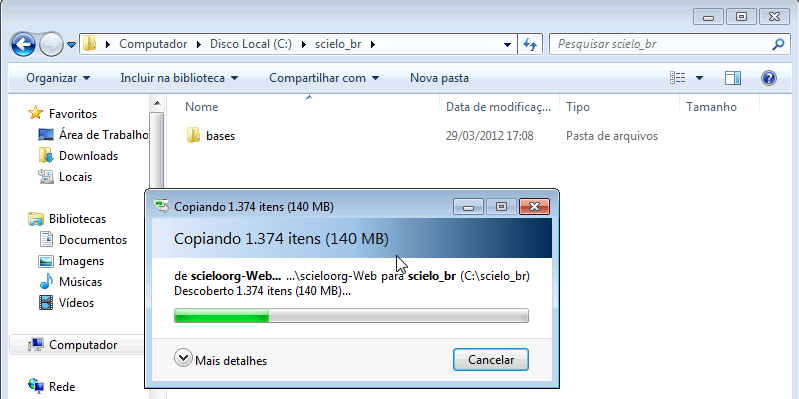 Computador ▸ Disco Local (C:) ▸ scielo_br ▸
Pesquisar scielo_br
Organizar
Incluir na biblioteca
Compartilhar com
Nova pasta
Favoritos
Área de Trabalho
Downloads
Locais
Bibliotecas
Documentos
Imagens
Músicas
Vídeos
Computador
Rede
Nome Data de modificaç... Tipo Tamanho
bases 29/03/2012 17:08 Pasta de arquivos
Copiando 1.374 itens (140 MB)
Copiando 1.374 itens (140 MB)
de scieloorg-Web... ...\scieloorg-Web para scielo_br (C:\scielo_br)
Descoberto 1.374 itens (140 MB)...
Mais detalhes
Cancelar